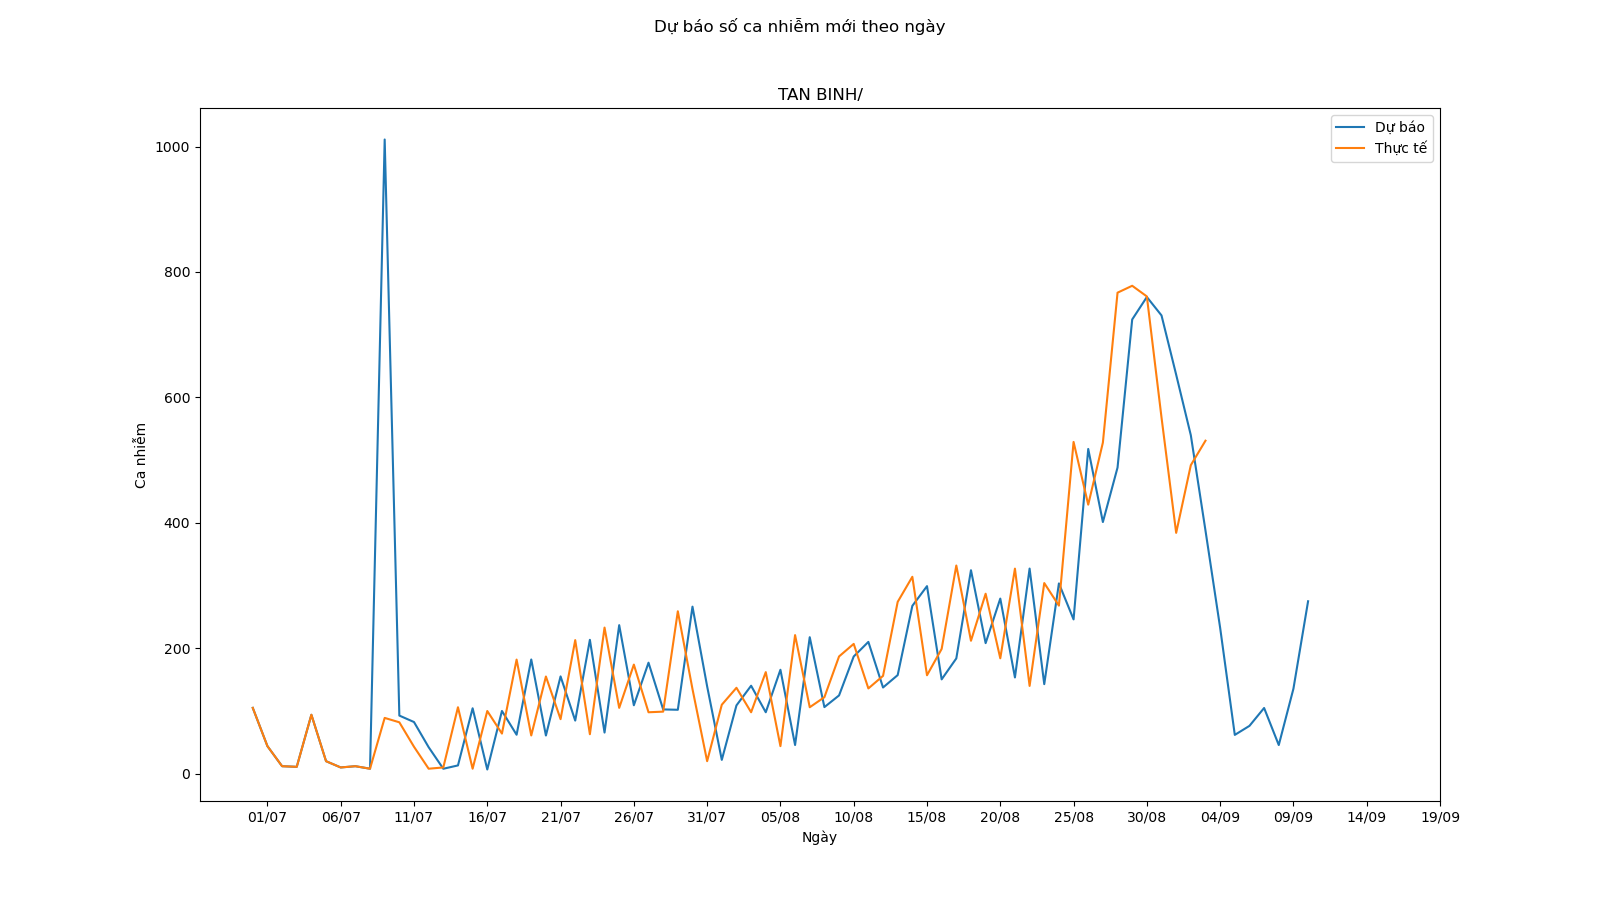 Dự báo số ca nhiễm mới theo ngày
TAN BINH/
Dự báo
Thực tế
1000
800
600
400
200
0
Ca nhiễm
01/07 06/07 11/07 16/07 21/07 26/07 31/07 05/08 10/08 15/08 20/08 25/08 30/08 04/09 09/09 14/09 19/09
Ngày